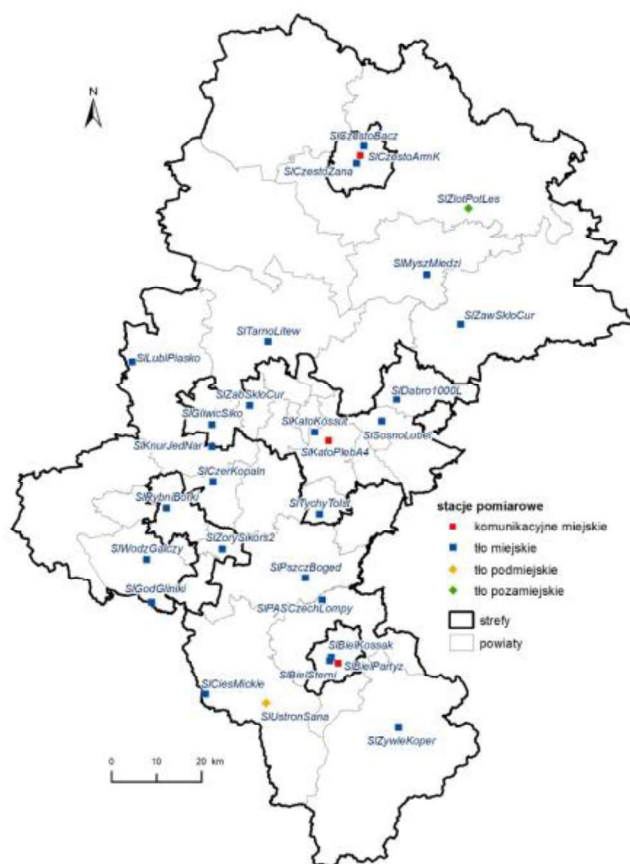 N
SlCzestoBacz
SlCzestoArmK
SlCzestoZana
SlZlotPotLes
SlMyszMiedzi
SlZawSkloCur
SlTarnoLitew
SlLublPiasko
SlDabro1000L
SlZabSkloCur
SlGliwicSiko
SlKatoKossut
SlSosnoLubel
SlKatoPlebA4
SlKnurJedNar
SlCzerKopaln
SlRybniBorki
SlTychyTolst
SlZorySikors2
SlWodzGalczy
SlPszczBoged
SlGodGliniki
SlPASCzechLompy
SlBielKossak
SlBielPartyz
SlBielSterni
SlCiesMickie
SlUstronSana
SlZywieKoper
stacje pomiarowe
komunikacyjne miejskie
tło miejskie
tło podmiejskie
tło pozamiejskie
strefy
powiaty
0 10 20 km